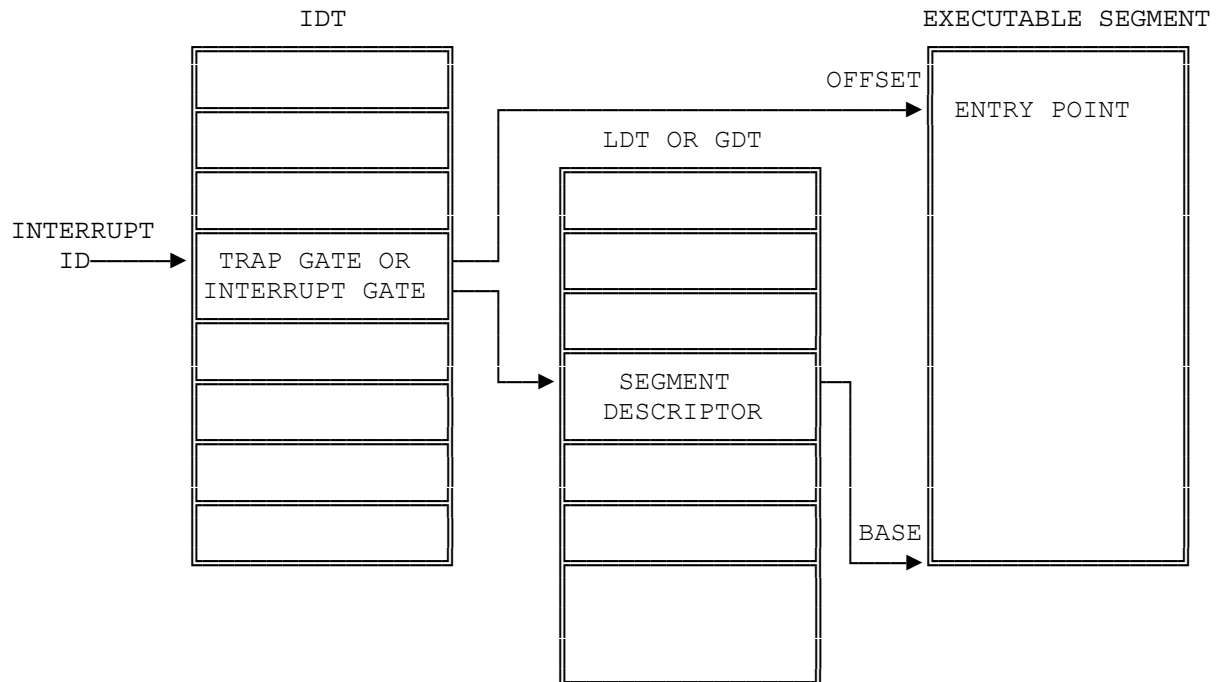 IDT
EXECUTABLE SEGMENT
OFFSET
ENTRY POINT
LDT OR GDT
INTERRUPT
ID
TRAP GATE OR
INTERRUPT GATE
SEGMENT
DESCRIPTOR
BASE